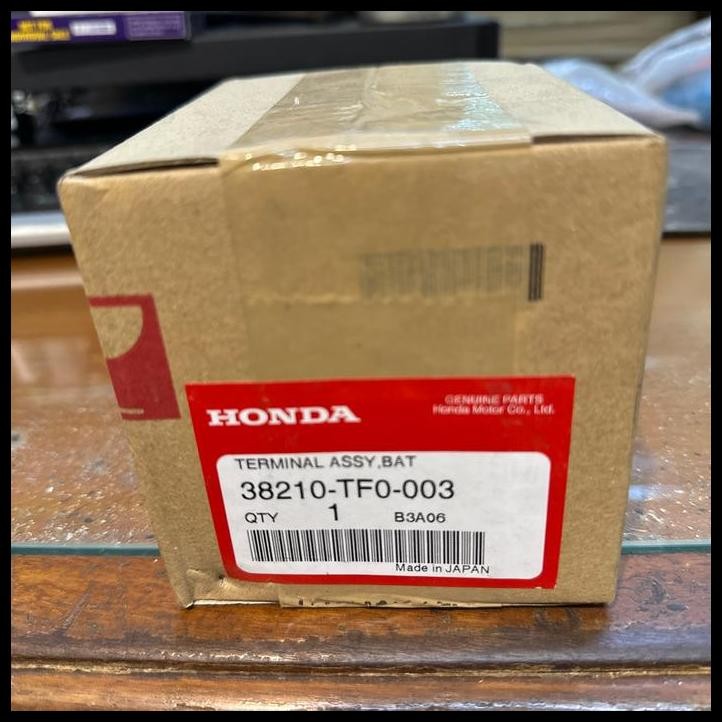 HONDA
GENUINE PARTS
Honda Motor Co., Ltd.
TERMINAL ASSY,BAT
38210-TF0-003
QTY 1 B3A06
Made in JAPAN